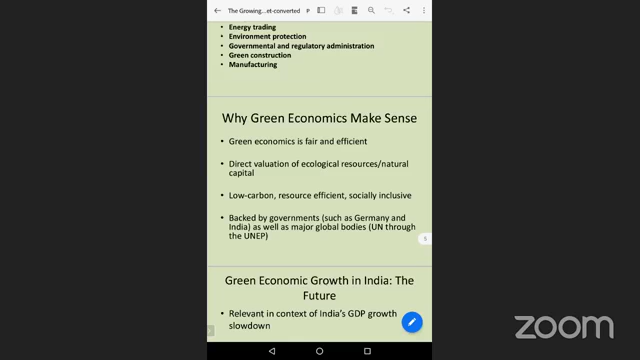 The Growing...et-converted P
• Energy trading
• Environment protection
• Governmental and regulatory administration
• Green construction
• Manufacturing
Why Green Economics Make Sense
• Green economics is fair and efficient
• Direct valuation of ecological resources/natural
capital
• Low-carbon, resource efficient, socially inclusive
• Backed by governments (such as Germany and
India) as well as major global bodies (UN through
the UNEP)
5
Green Economic Growth in India: The
Future
• Relevant in context of India's GDP growth
slowdown
zoom